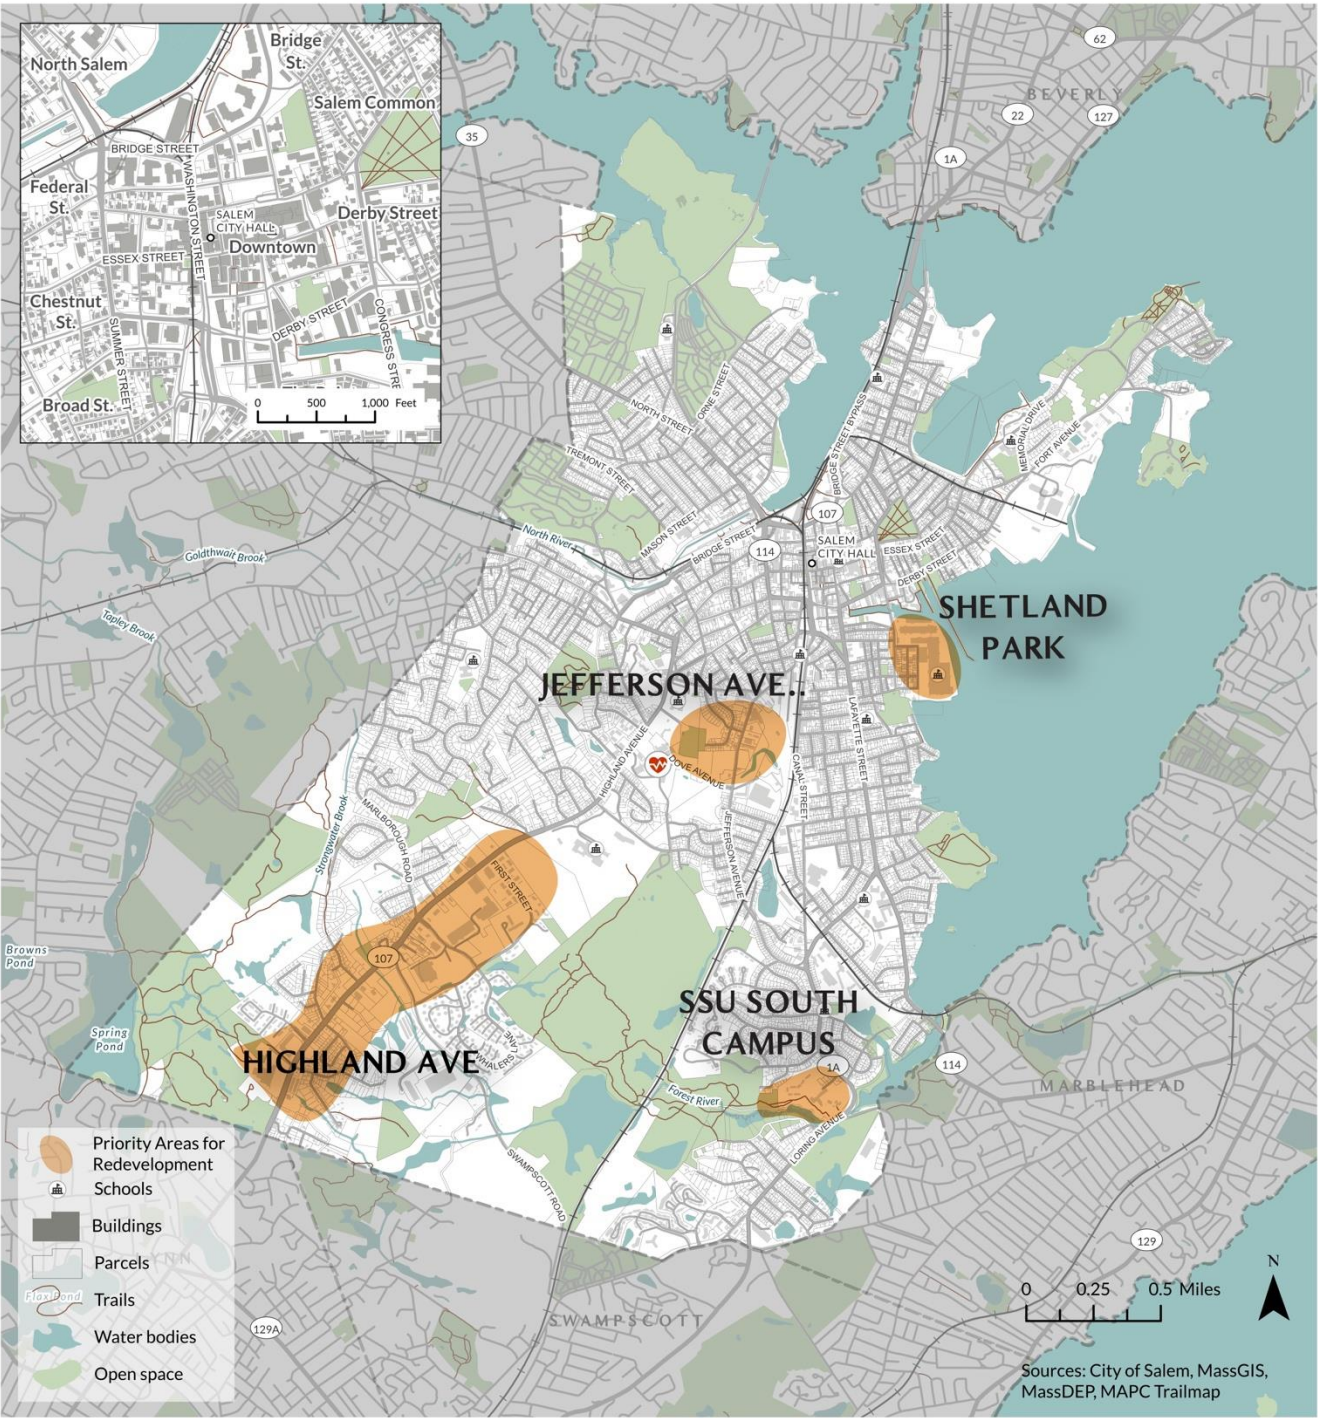 North Salem
Bridge
St.
Salem Common
BRIDGE STREET
WASHINGTON STREET
Federal
St.
SALEM
CITY HALL
Derby Street
Downtown
ESSEX STREET
Chestnut
St.
SUMMER STREET
DERBY STREET
CONGRESS STRE
Broad St.
0 500 1,000 Feet
62
BEVERLY
22
127
35
1A
ORNE STREET
NORTH STREET
MEMORIAL DRIVE
FORT AVENUE
BRIDGE STREET BYPASS
TREMONT STREET
107
North River
MASON STREET
BRIDGE STREET
114
SALEM
CITY HALL
ESSEX STREET
DERBY STREET
Goldthwait Brook
Tapley Brook
SHETLAND
PARK
JEFFERSON AVE..
LAFAYETTE STREET
HIGHLAND AVENUE
DOVE AVENUE
CANAL STREET
MARLBOROUGH ROAD
Strongwater Brook
JEFFERSON AVENUE
FIRST STREET
107
Browns
Pond
SSU SOUTH
CAMPUS
Spring
Pond
HIGHLAND AVE
WHALERS LANE
1A
114
MARBLEHEAD
Forest River
LORING AVENUE
SWAMPSCOTT ROAD
Priority Areas for
Redevelopment
Schools
Buildings
Parcels
LYNN
Trails
Flax Pond
Water bodies
Open space
129A
SWAMPSCOTT
129
N
0 0.25 0.5 Miles
Sources: City of Salem, MassGIS,
MassDEP, MAPC Trailmap